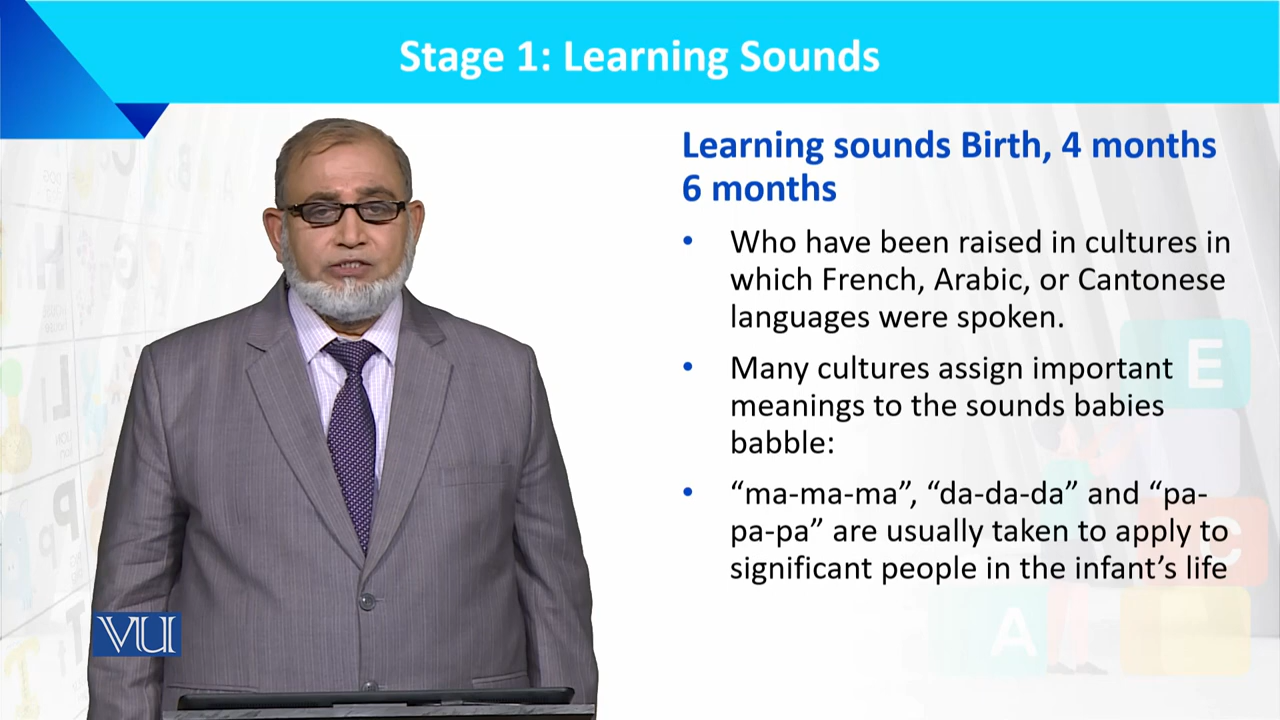 Stage 1: Learning Sounds
Learning sounds Birth, 4 months
6 months
• Who have been raised in cultures in
which French, Arabic, or Cantonese
languages were spoken.
• Many cultures assign important
meanings to the sounds babies
babble:
• “ma-ma-ma”, “da-da-da” and “pa-
pa-pa” are usually taken to apply to
significant people in the infant’s life
VU
E
C
A